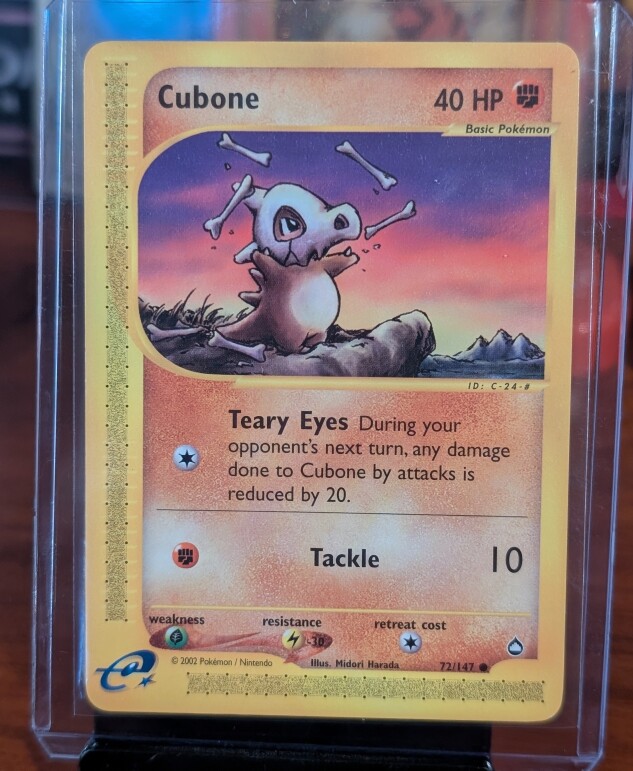 Cubone 40 HP
Basic Pokémon
ID: C-24-#
Teary Eyes During your
opponent's next turn, any damage
done to Cubone by attacks is
reduced by 20.
Tackle 10
weakness resistance retreat cost
-30
© 2002 Pokémon / Nintendo Illus. Midori Harada 72/147
e